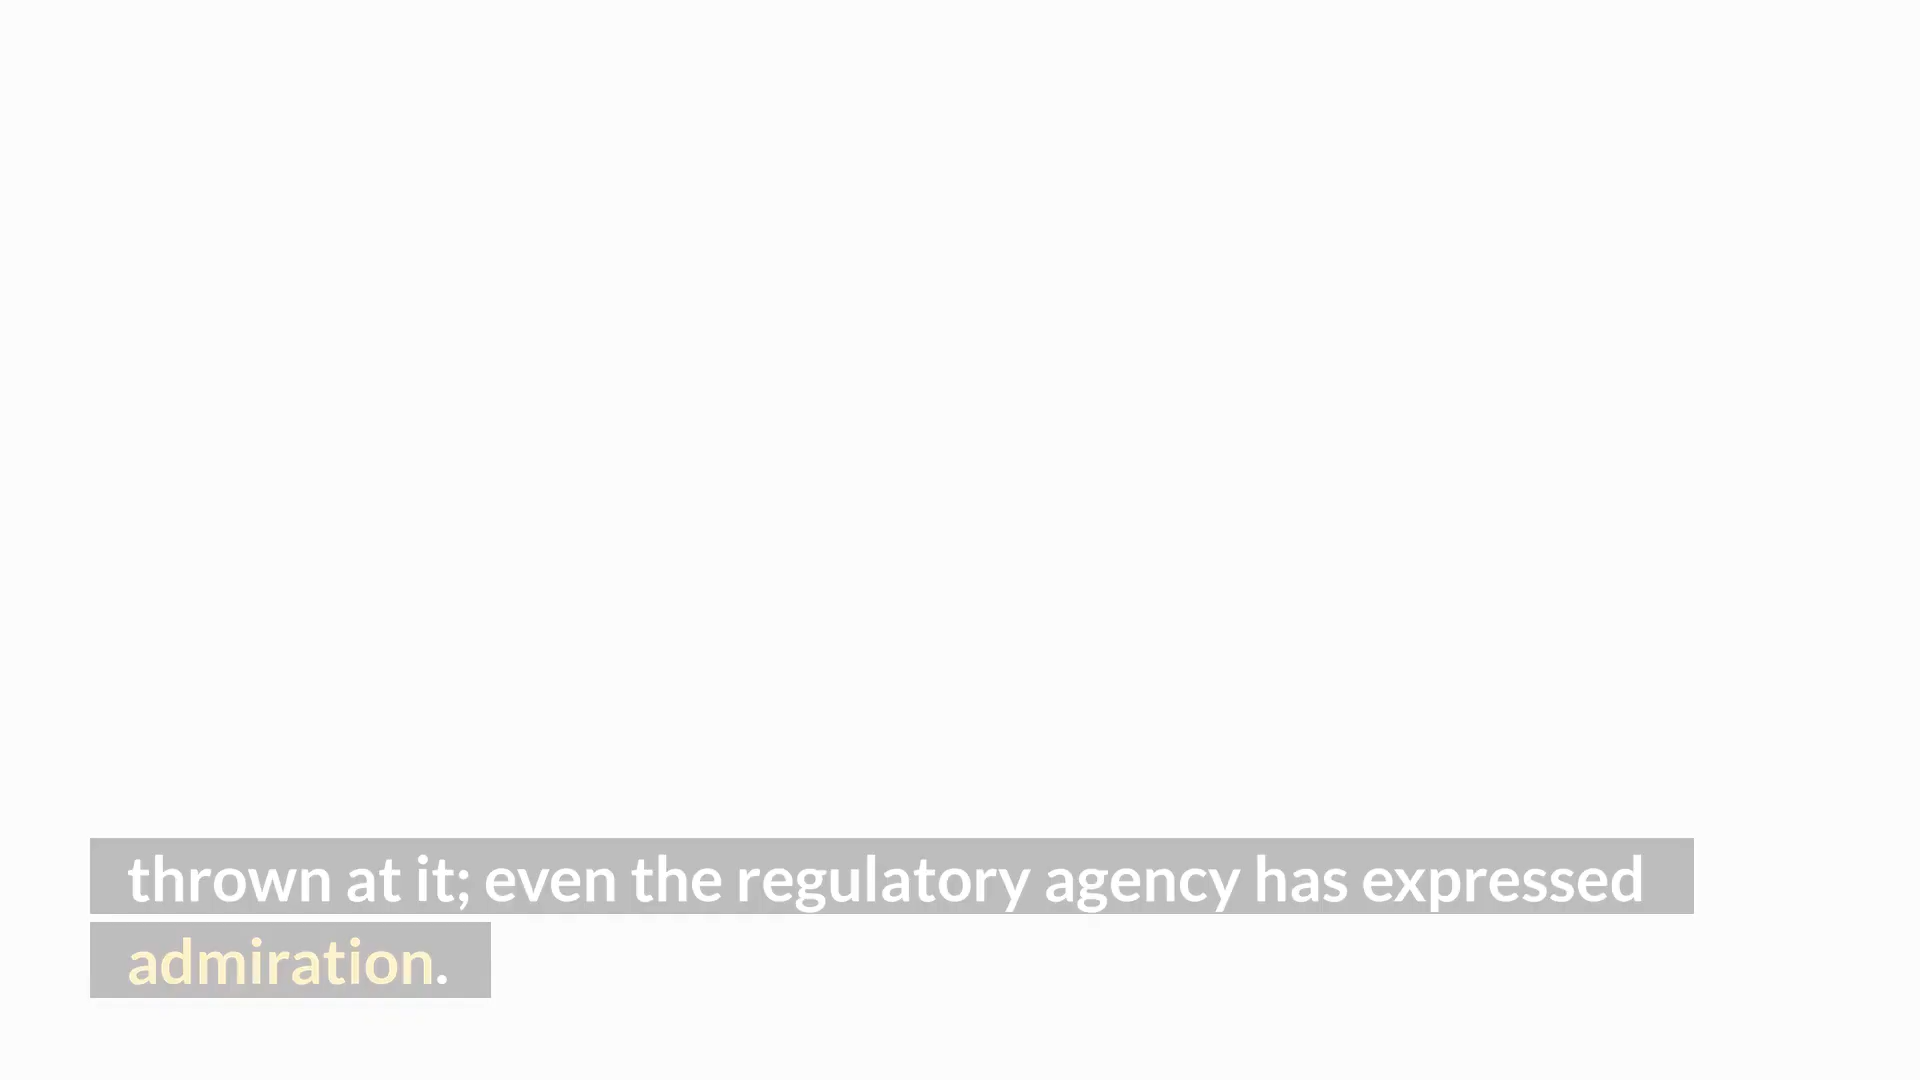 thrown at it; even the regulatory agency has expressed
admiration.